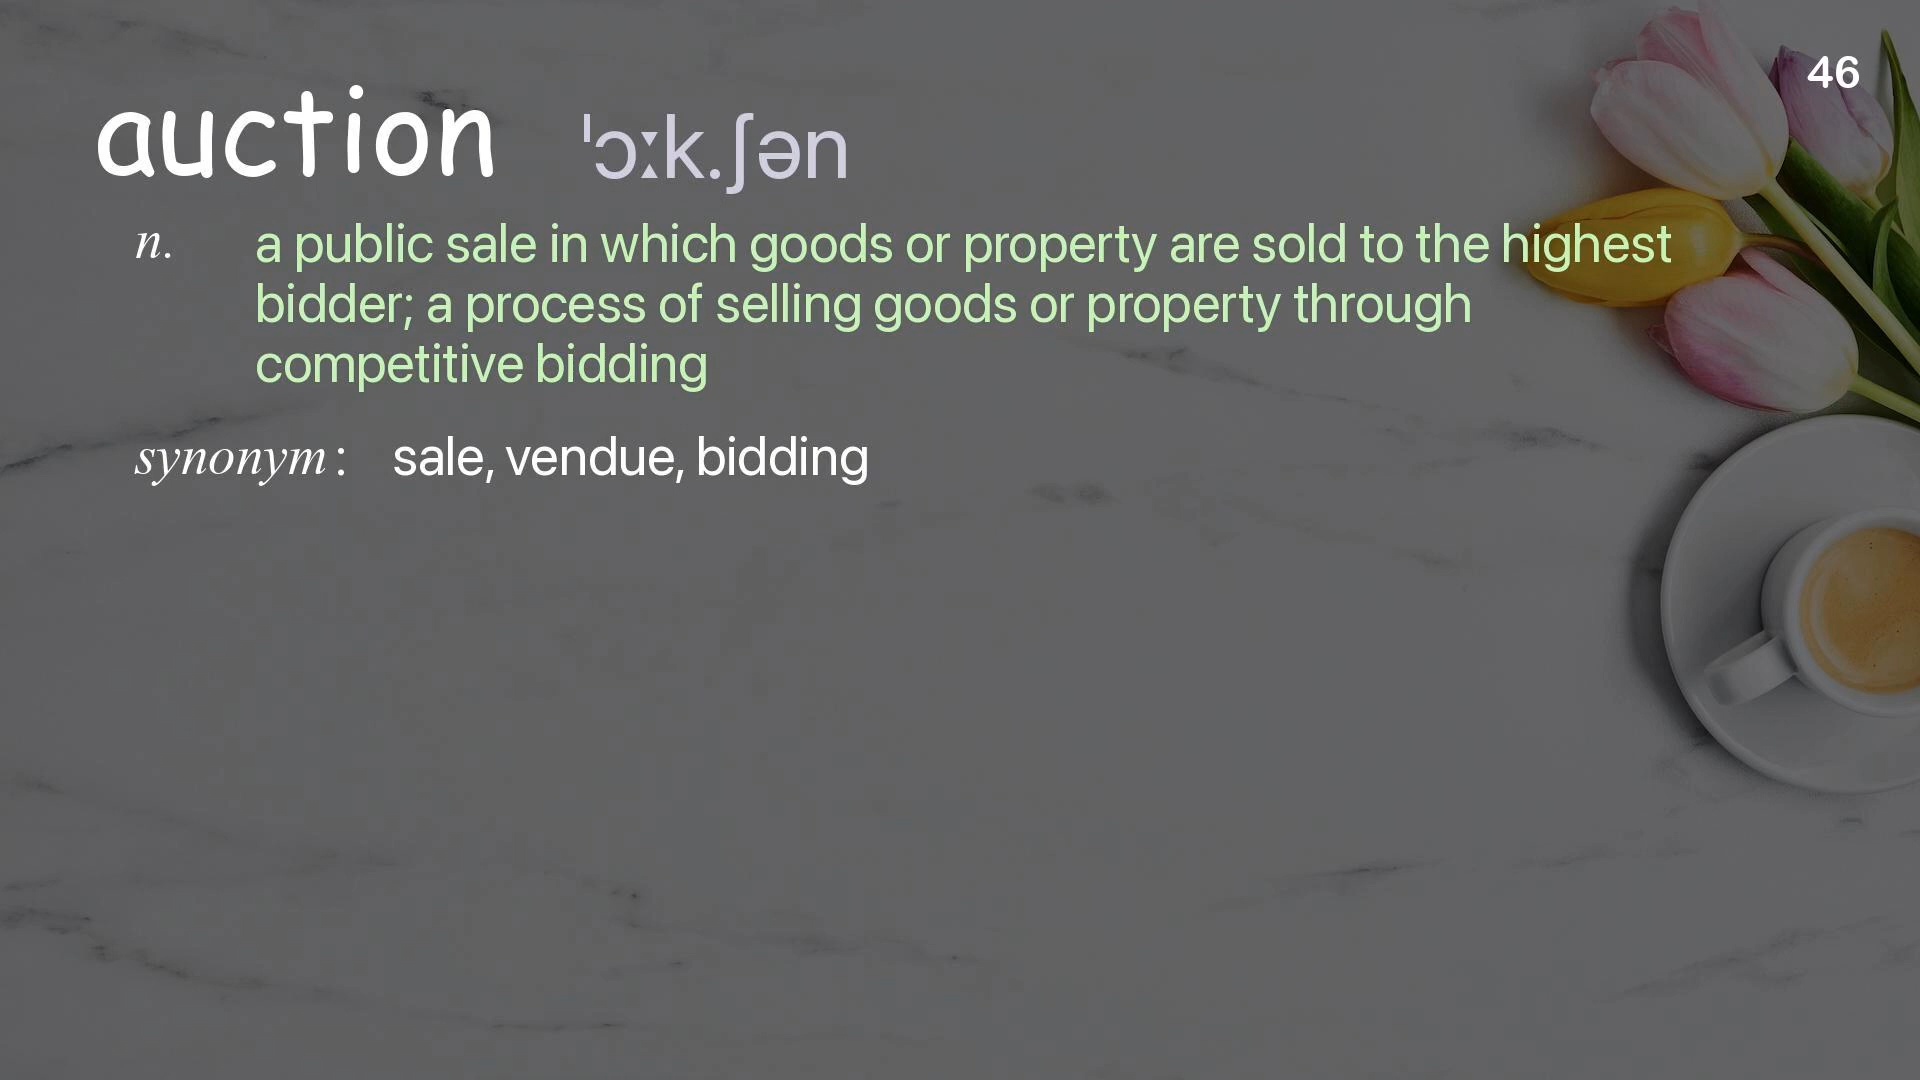 46
auction ˈɔːk.ʃən
n. a public sale in which goods or property are sold to the highest
bidder; a process of selling goods or property through
competitive bidding
synonym: sale, vendue, bidding